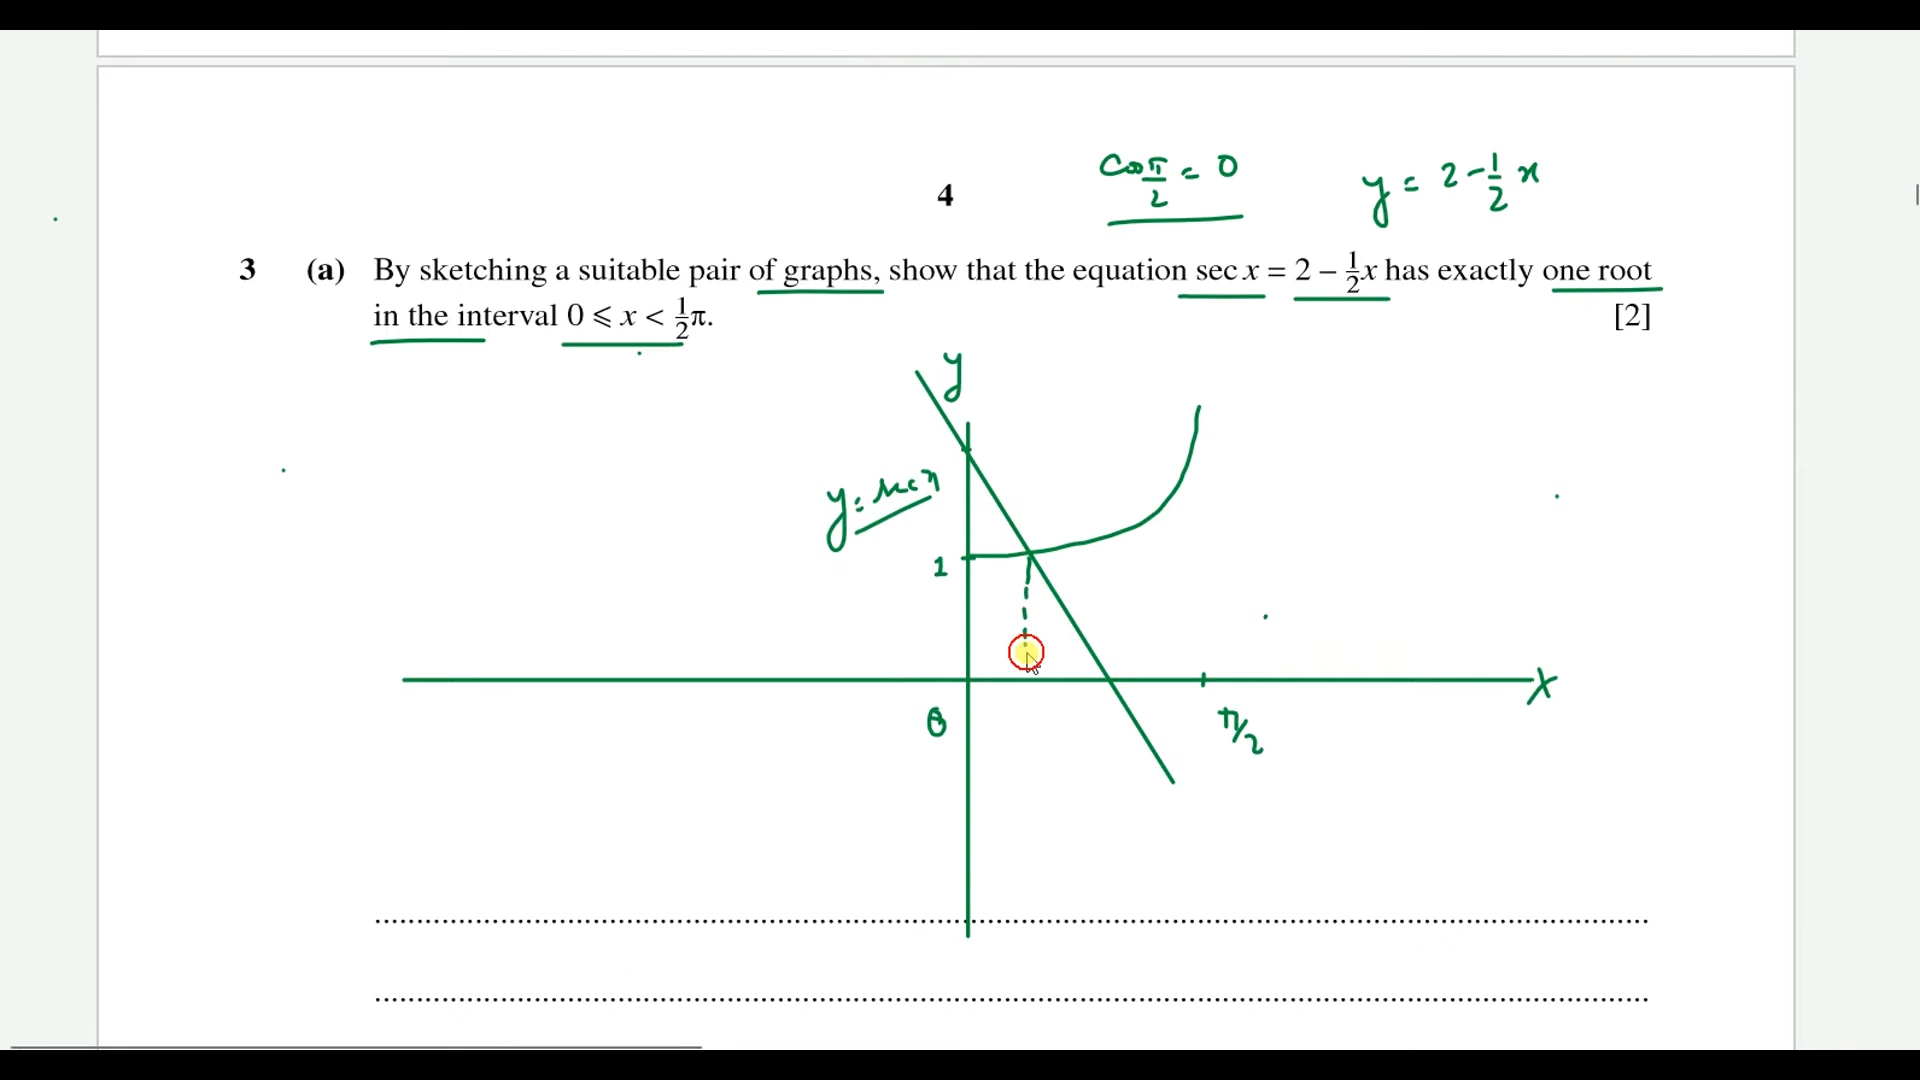 cos π/2 = 0
y = 2 - 1/2 x
4
3 (a) By sketching a suitable pair of graphs, show that the equation sec x = 2 – ½x has exactly one root
in the interval 0 ⩽ x < ½π. [2]
y
y = sec x
1
x
0
π/2